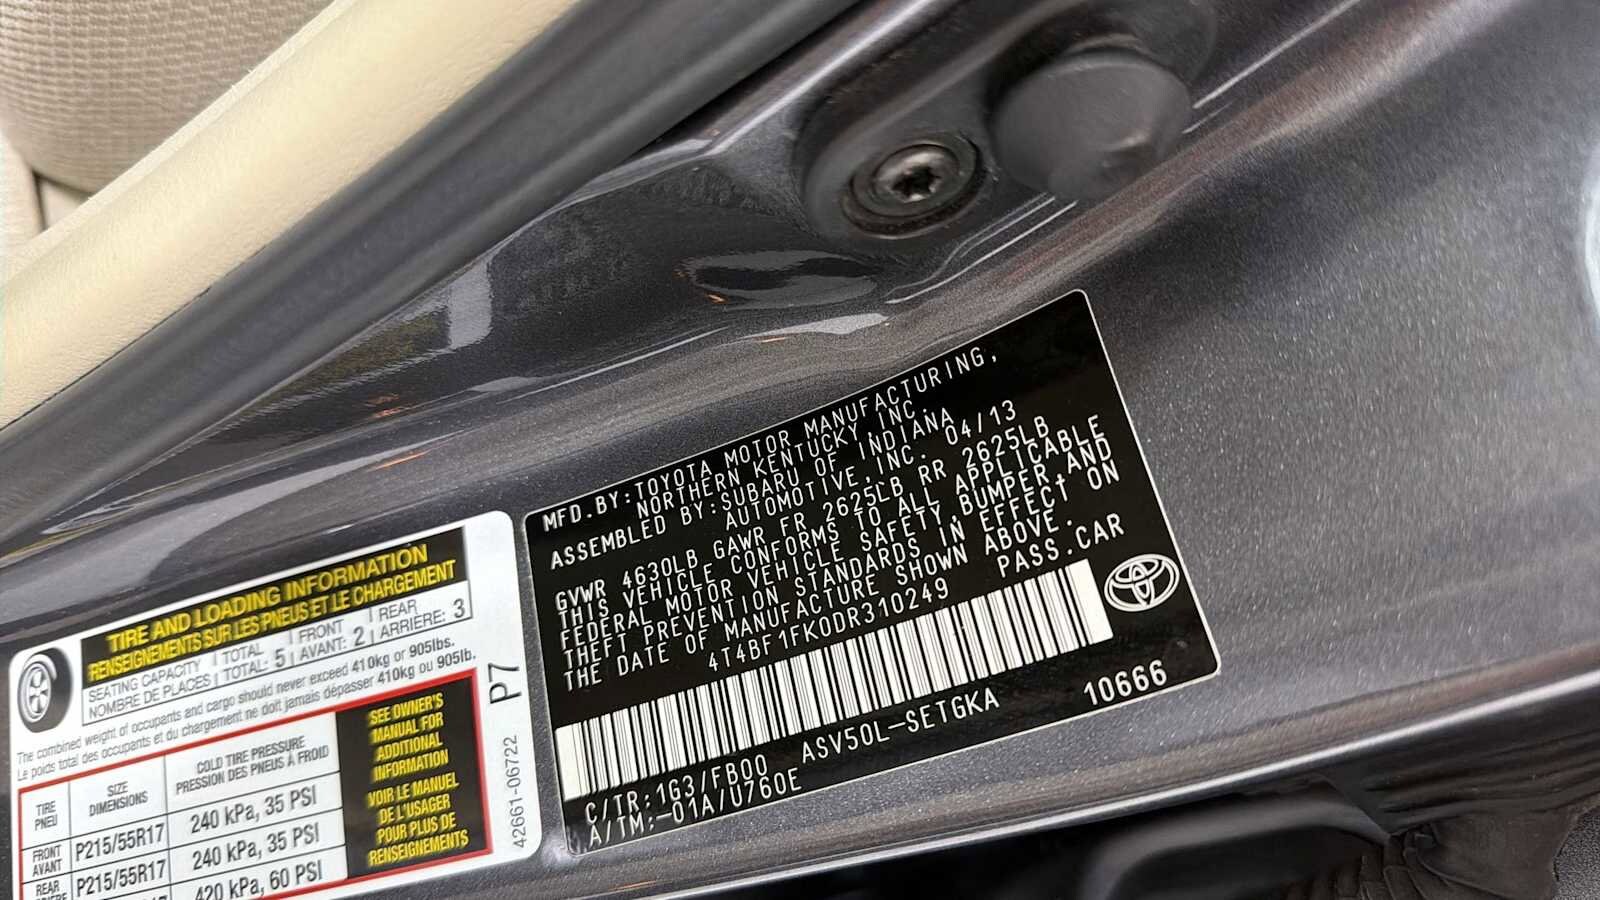 MFD.BY:TOYOTA MOTOR MANUFACTURING,
NORTHERN KENTUCKY INC.
ASSEMBLED BY:SUBARU OF INDIANA
AUTOMOTIVE,INC. 04/13
GVWR 4630LB GAWR FR 2625LB RR 2625LB
THIS VEHICLE CONFORMS TO ALL APPLICABLE
FEDERAL MOTOR VEHICLE SAFETY,BUMPER,AND
THEFT PREVENTION STANDARDS IN EFFECT ON
THE DATE OF MANUFACTURE SHOWN ABOVE.
4T4BF1FK0DR310249 PASS.CAR
C/TR:1G3/FB00 ASV50L-SETGKA 10666
A/TM:-01A/U760E
TIRE AND LOADING INFORMATION
RENSEIGNEMENTS SUR LES PNEUS ET LE CHARGEMENT
SEATING CAPACITY TOTAL FRONT REAR
NOMBRE DE PLACES TOTAL: 5 AVANT: 2 ARRIÈRE: 3
The combined weight of occupants and cargo should never exceed 410kg or 905lbs.
Le poids total des occupants et du chargement ne doit jamais dépasser 410kg ou 905lb.
P7
42661-06722
TIRE SIZE COLD TIRE PRESSURE
PNEU DIMENSIONS PRESSION DES PNEUS À FROID
FRONT
AVANT P215/55R17 240 kPa, 35 PSI
REAR P215/55R17 240 kPa, 35 PSI
420 kPa, 60 PSI
SEE OWNER'S
MANUAL FOR
ADDITIONAL
INFORMATION
VOIR LE MANUEL
DE L'USAGER
POUR PLUS DE
RENSEIGNEMENTS